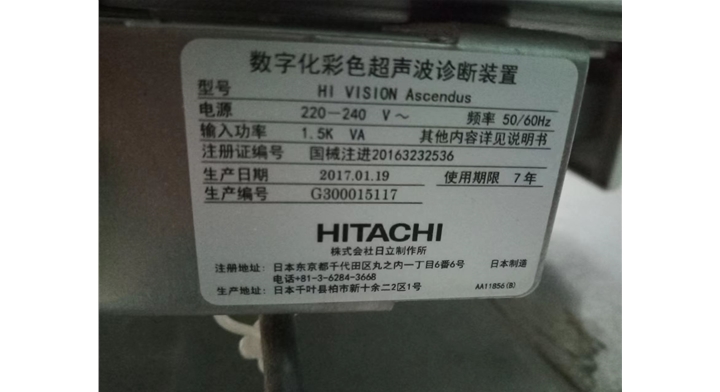 数字化彩色超声波诊断装置
型号 HI VISION Ascendus
电源 220－240 V～ 频率 50/60Hz
输入功率 1.5K VA 其他内容详见说明书
注册证编号 国械注进20163232536
生产日期 2017.01.19 使用期限 7年
生产编号 G300015117
HITACHI
株式会社日立制作所
注册地址: 日本东京都千代田区丸之内一丁目6番6号 日本制造
电话+81-3-6284-3668
生产地址: 日本千叶县柏市新十余二2区1号 AA11856(B)